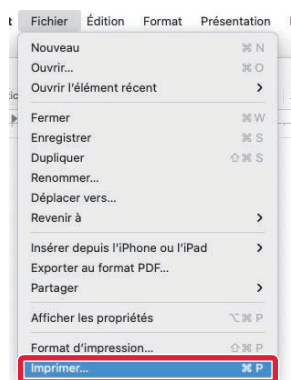 t Fichier Édition Format Présentation
Nouveau ⌘ N
Ouvrir... ⌘ O
Ouvrir l'élément récent >
Fermer ⌘ W
Enregistrer ⌘ S
Dupliquer ⇧ ⌘ S
Renommer...
Déplacer vers...
Revenir à >
Insérer depuis l'iPhone ou l'iPad >
Exporter au format PDF...
Partager >
Afficher les propriétés ⌥ ⌘ P
Format d'impression... ⇧ ⌘ P
Imprimer... ⌘ P